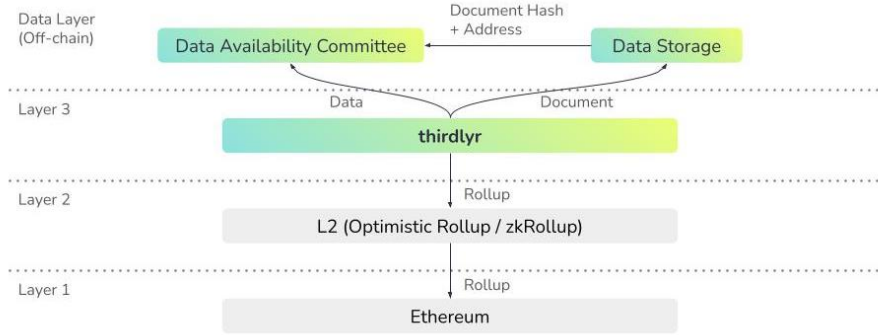 Data Layer
(Off-chain)
Document Hash
+ Address
Data Availability Committee
Data Storage
Layer 3
Data
Document
thirdlyr
Layer 2
Rollup
L2 (Optimistic Rollup / zkRollup)
Layer 1
Rollup
Ethereum